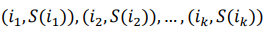 (i₁, S(i₁)), (i₂, S(i₂)), … , (iₖ, S(iₖ))